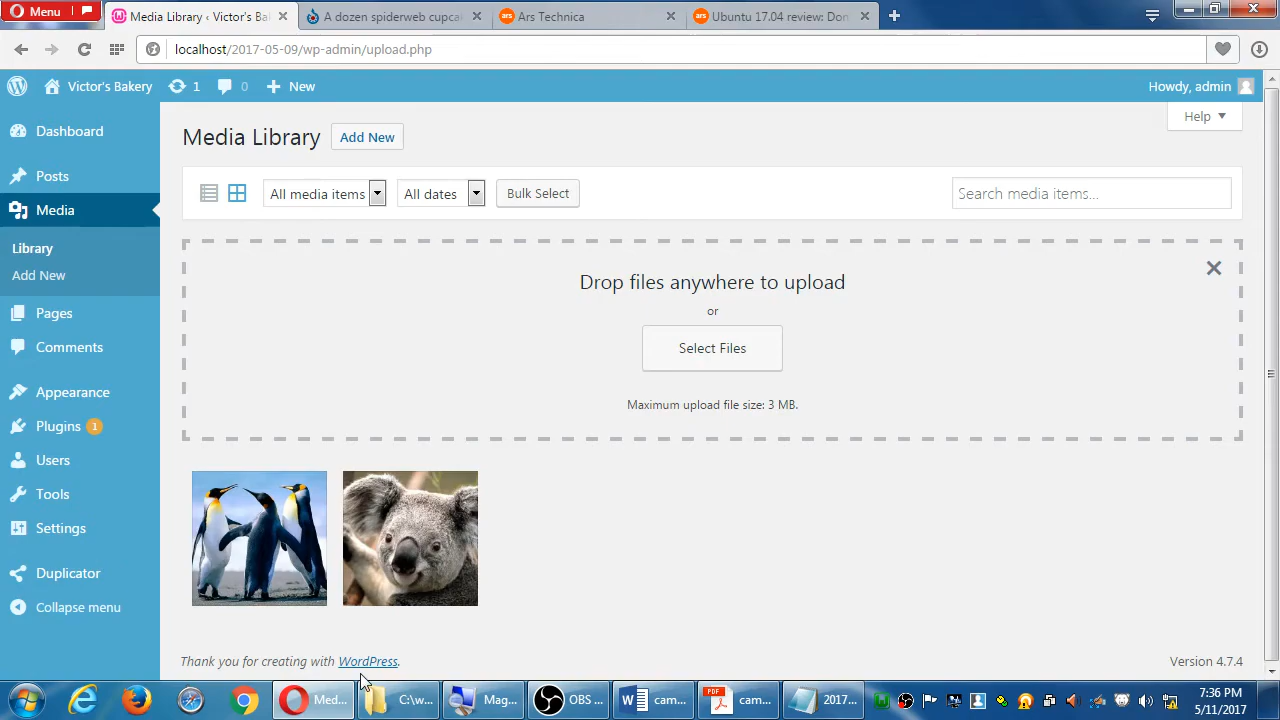 Menu
Media Library ‹ Victor's Bak
A dozen spiderweb cupca
Ars Technica
Ubuntu 17.04 review: Don
localhost/2017-05-09/wp-admin/upload.php
Victor's Bakery
1
0
New
Howdy, admin
Dashboard
Posts
Media
Library
Add New
Pages
Comments
Appearance
Plugins 1
Users
Tools
Settings
Duplicator
Collapse menu
Media Library
Add New
Help
All media items
All dates
Bulk Select
Search media items...
Drop files anywhere to upload
or
Select Files
Maximum upload file size: 3 MB.
Thank you for creating with WordPress.
Version 4.7.4
Med...
C:\w...
Mag...
OBS ...
cam...
PDF
cam...
2017...
7:36 PM
5/11/2017